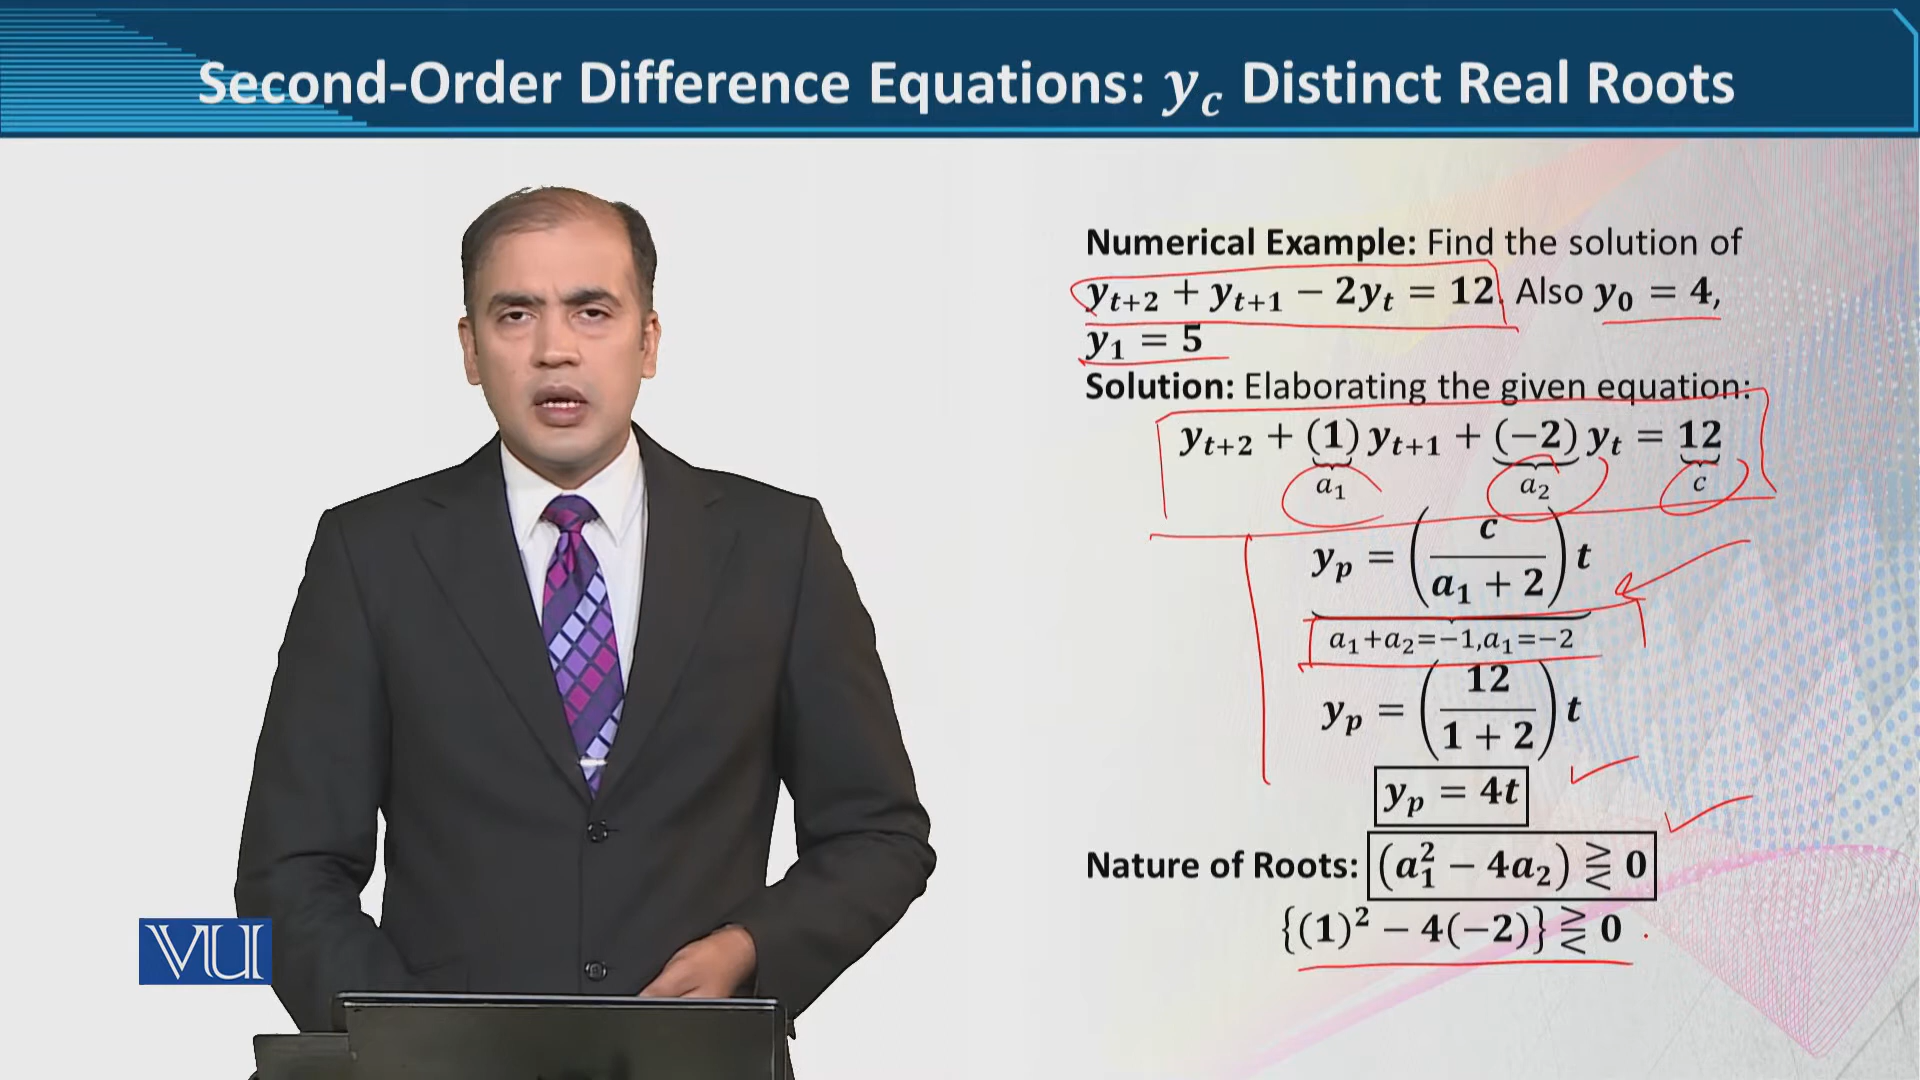 Second-Order Difference Equations: y_c Distinct Real Roots
Numerical Example: Find the solution of
y_{t+2} + y_{t+1} − 2y_t = 12. Also y_0 = 4,
y_1 = 5
Solution: Elaborating the given equation:
y_{t+2} + (1) y_{t+1} + (−2) y_t = 12
a_1 a_2 c
y_p = (c / (a_1 + 2)) t
a_1+a_2=−1,a_1=−2
y_p = (12 / (1 + 2)) t
y_p = 4t
Nature of Roots: (a_1^2 − 4a_2) ⪌ 0
{(1)^2 − 4(−2)} ⪌ 0
VU